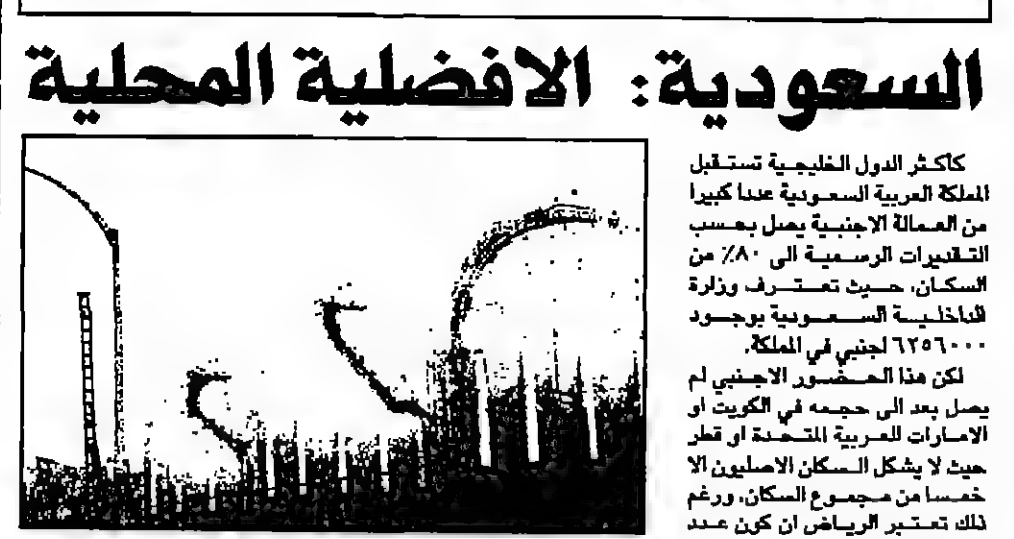 السعودية: الافضلية المحلية
كأكثر الدول الخليجية تستقبل
المملكة العربية السعودية عددا كبيرا
من العمالة الاجنبية يصل بحسب
التقديرات الرسمية الى ٨٠٪ من
السكان، حيث تعترف وزارة
الداخلية السعودية بوجود
٦٢٥٦٠٠٠ اجنبي في المملكة.
لكن هذا الحضور الاجنبي لم
يصل بعد الى حجمه في الكويت او
الامارات العربية المتحدة او قطر
حيث لا يشكل السكان الاصليون الا
خمسا من مجموع السكان، ورغم
ذلك تعتبر الرياض ان كون عدد